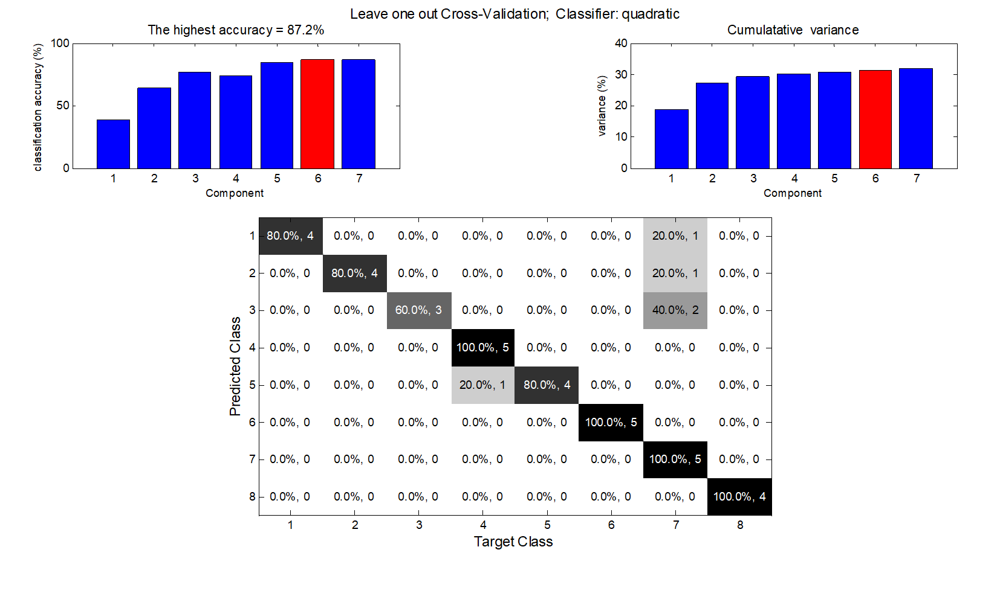 Leave one out Cross-Validation; Classifier: quadratic
The highest accuracy = 87.2%
classification accuracy (%)
100
50
0
1 2 3 4 5 6 7
Component
Cumulatative variance
variance (%)
40
30
20
10
0
1 2 3 4 5 6 7
Component
Predicted Class
1 80.0%, 4 0.0%, 0 0.0%, 0 0.0%, 0 0.0%, 0 0.0%, 0 20.0%, 1 0.0%, 0
2 0.0%, 0 80.0%, 4 0.0%, 0 0.0%, 0 0.0%, 0 0.0%, 0 20.0%, 1 0.0%, 0
3 0.0%, 0 0.0%, 0 60.0%, 3 0.0%, 0 0.0%, 0 0.0%, 0 40.0%, 2 0.0%, 0
4 0.0%, 0 0.0%, 0 0.0%, 0 100.0%, 5 0.0%, 0 0.0%, 0 0.0%, 0 0.0%, 0
5 0.0%, 0 0.0%, 0 0.0%, 0 20.0%, 1 80.0%, 4 0.0%, 0 0.0%, 0 0.0%, 0
6 0.0%, 0 0.0%, 0 0.0%, 0 0.0%, 0 0.0%, 0 100.0%, 5 0.0%, 0 0.0%, 0
7 0.0%, 0 0.0%, 0 0.0%, 0 0.0%, 0 0.0%, 0 0.0%, 0 100.0%, 5 0.0%, 0
8 0.0%, 0 0.0%, 0 0.0%, 0 0.0%, 0 0.0%, 0 0.0%, 0 0.0%, 0 100.0%, 4
1 2 3 4 5 6 7 8
Target Class